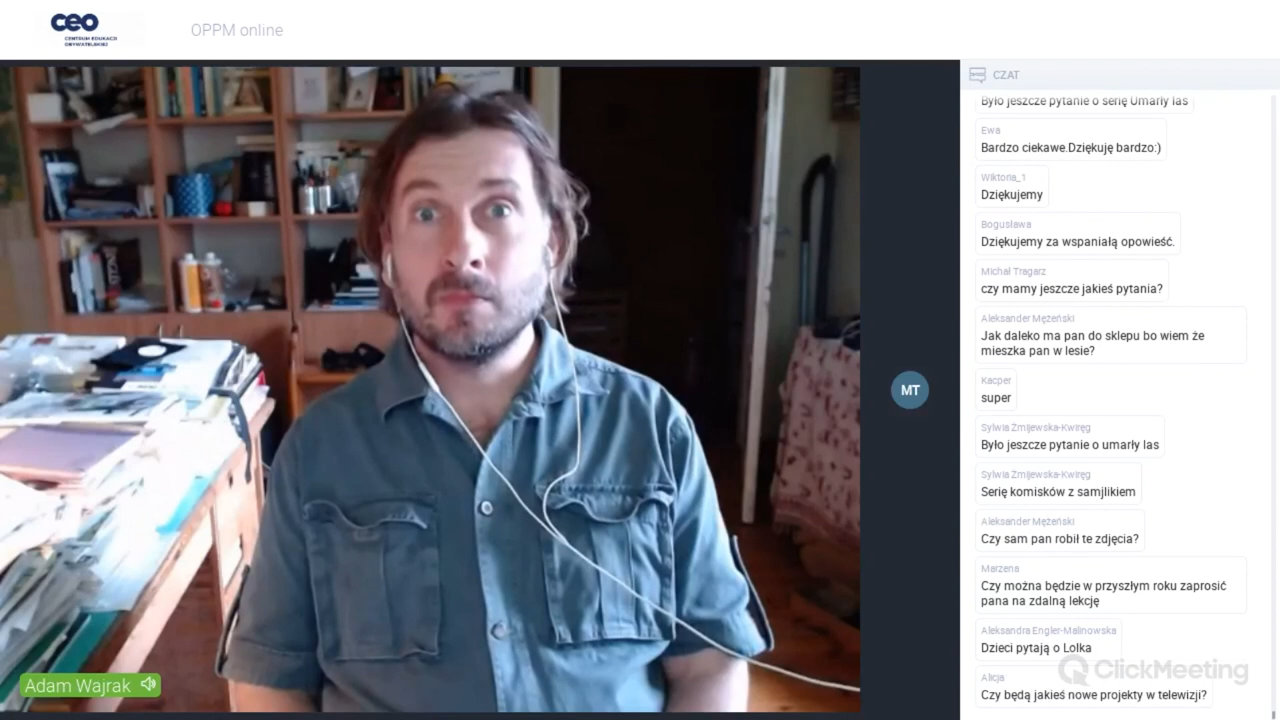 ceo
CENTRUM EDUKACJI
OBYWATELSKIEJ
OPPM online
Adam Wajrak
MT
CZAT
Było jeszcze pytanie o serię Umarły las
Ewa
Bardzo ciekawe.Dziękuję bardzo:)
Wiktoria_1
Dziękujemy
Bogusława
Dziękujemy za wspaniałą opowieść.
Michał Tragarz
czy mamy jeszcze jakieś pytania?
Aleksander Mężeński
Jak daleko ma pan do sklepu bo wiem że
mieszka pan w lesie?
Kacper
super
Sylwia Żmijewska-Kwiręg
Było jeszcze pytanie o umarły las
Sylwia Żmijewska-Kwiręg
Serię komisków z samjlikiem
Aleksander Mężeński
Czy sam pan robił te zdjęcia?
Marzena
Czy można będzie w przyszłym roku zaprosić
pana na zdalną lekcję
Aleksandra Engler-Malinowska
Dzieci pytają o Lolka
ClickMeeting
Alicja
Czy będą jakieś nowe projekty w telewizji?